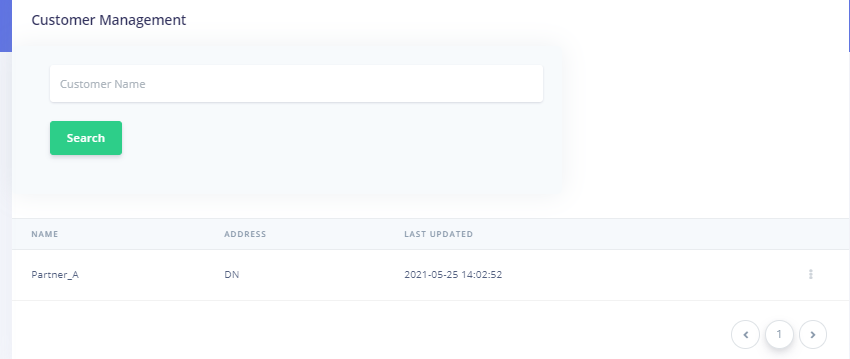 Customer Management
Customer Name
Search
NAME ADDRESS LAST UPDATED
Partner_A DN 2021-05-25 14:02:52
1